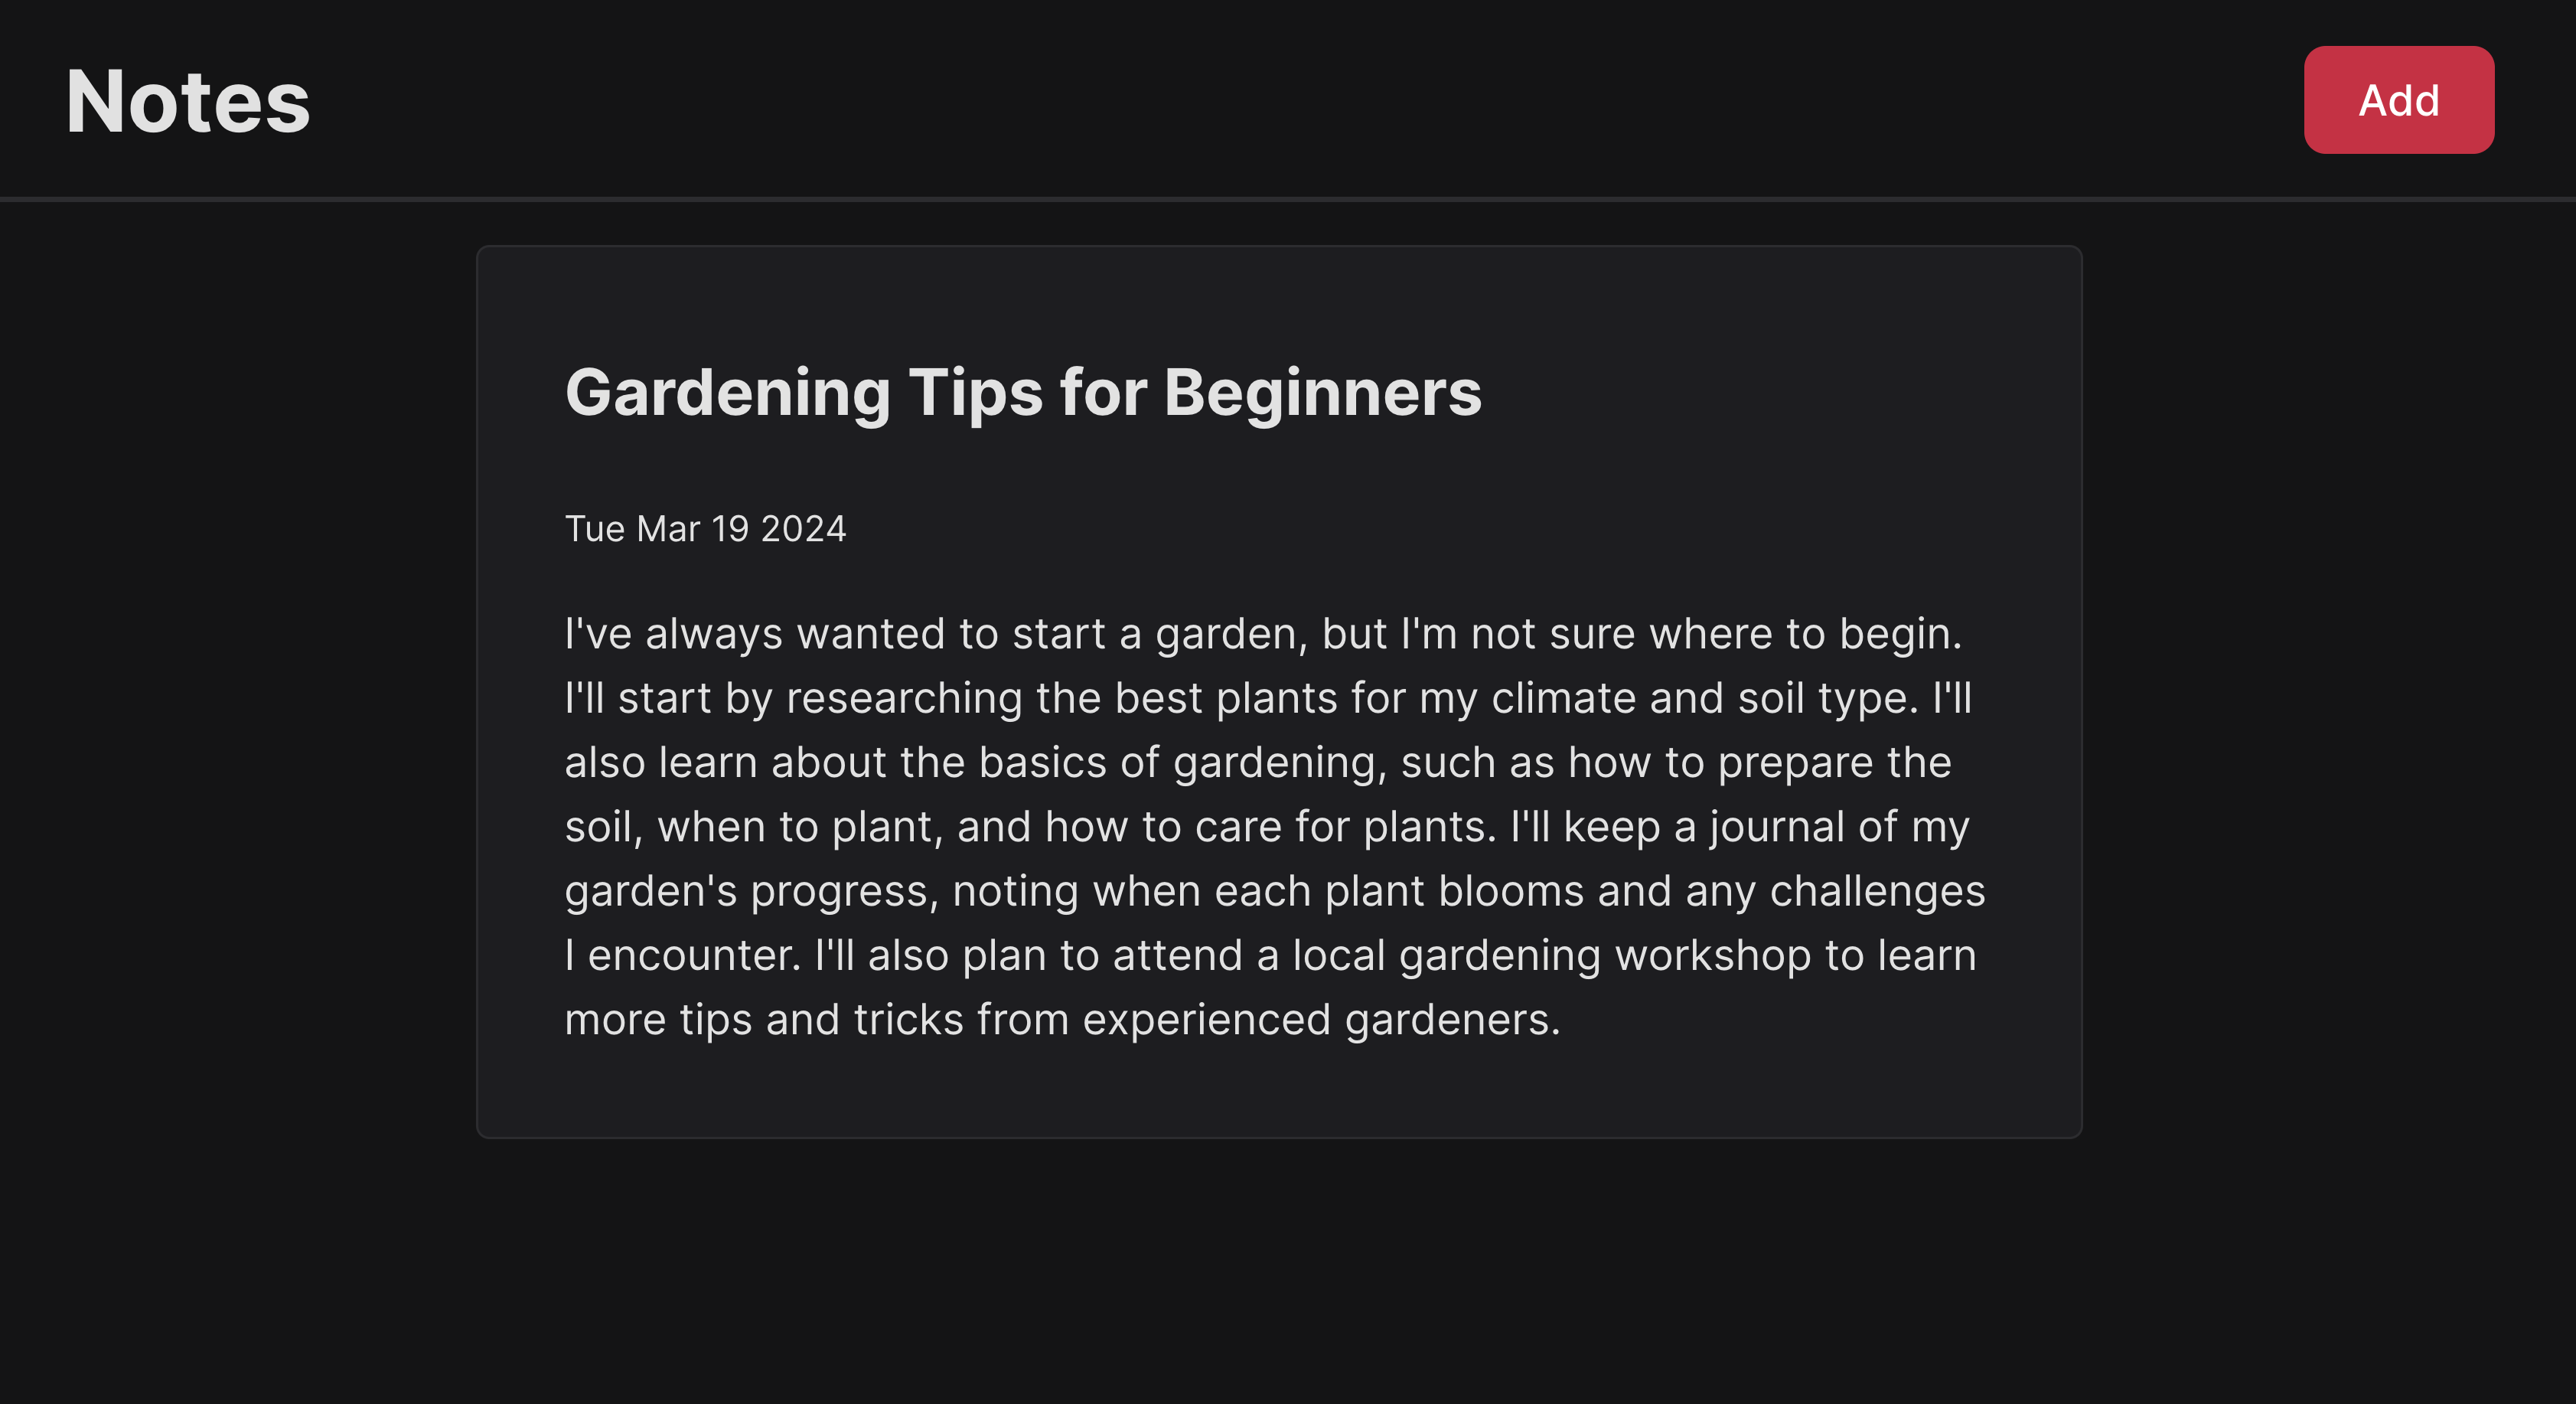 Notes
Add
Gardening Tips for Beginners
Tue Mar 19 2024
I've always wanted to start a garden, but I'm not sure where to begin.
I'll start by researching the best plants for my climate and soil type. I'll
also learn about the basics of gardening, such as how to prepare the
soil, when to plant, and how to care for plants. I'll keep a journal of my
garden's progress, noting when each plant blooms and any challenges
I encounter. I'll also plan to attend a local gardening workshop to learn
more tips and tricks from experienced gardeners.